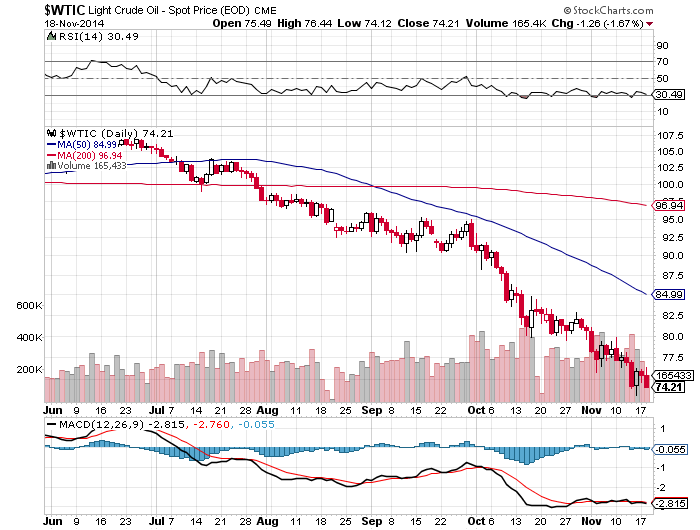 $WTIC Light Crude Oil - Spot Price (EOD) CME © StockCharts.com
18-Nov-2014 Open 75.49 High 76.44 Low 74.12 Close 74.21 Volume 165.4K Chg -1.26 (-1.67%)
RSI(14) 30.49
90
70
50
30.49
10
$WTIC (Daily) 74.21
MA(50) 84.99
MA(200) 96.94
Volume 165,433
107.5
105.0
102.5
100.0
97.5
96.94
95.0
92.5
90.0
87.5
84.99
82.5
80.0
77.5
165433
74.21
600K
400K
200K
Jun 9 16 23 Jul 7 14 21 Aug 11 18 25 Sep 8 15 22 Oct 6 13 20 27 Nov 10 17
MACD(12,26,9) -2.815, -2.760, -0.055
1
-0.055
-1
-2
-2.815
Jun 9 16 23 Jul 7 14 21 Aug 11 18 25 Sep 8 15 22 Oct 6 13 20 27 Nov 10 17